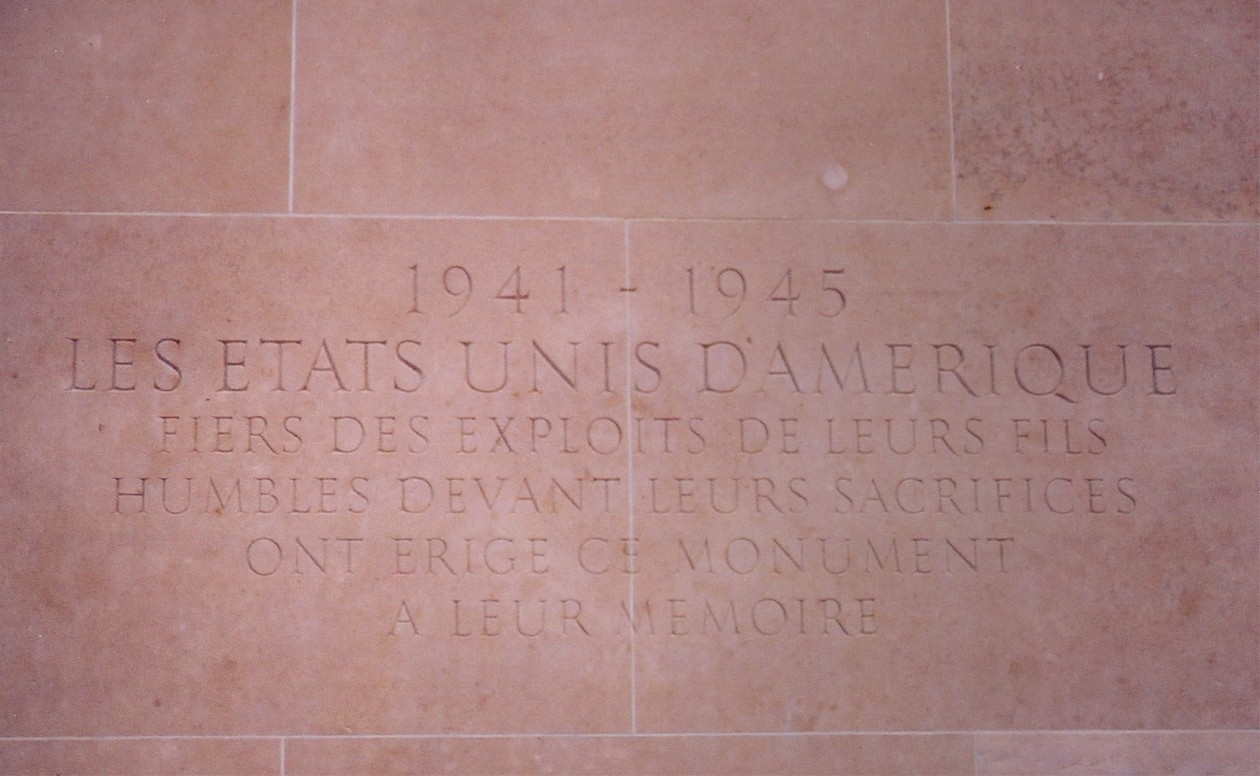 1941 - 1945
LES ETATS UNIS D'AMERIQUE
FIERS DES EXPLOITS DE LEURS FILS
HUMBLES DEVANT LEURS SACRIFICES
ONT ERIGE CE MONUMENT
A LEUR MEMOIRE